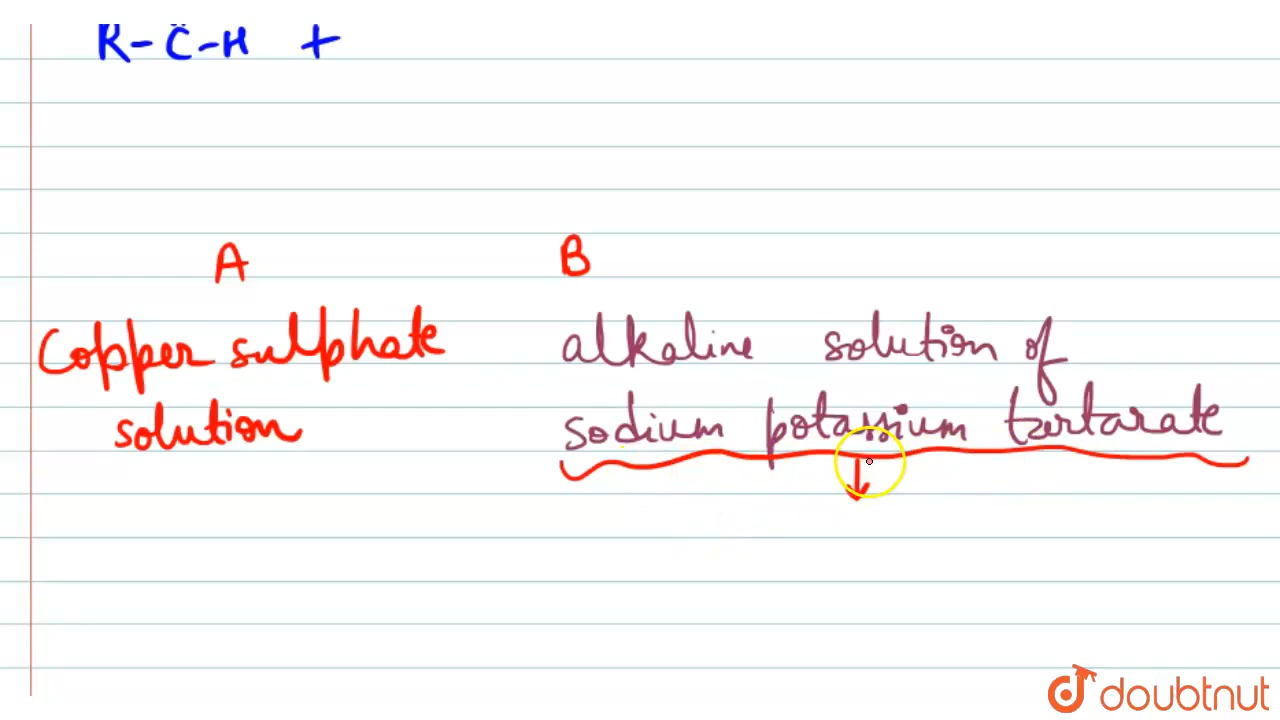 R-C-H +
A
B
Copper sulphate
solution
alkaline solution of
sodium potassium tartarate
doubtnut